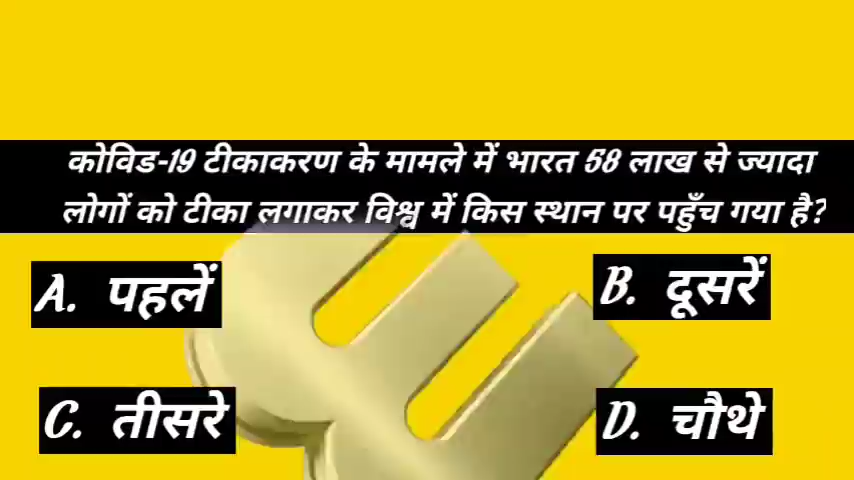 कोविड-19 टीकाकरण के मामले में भारत 58 लाख से ज्यादा
लोगों को टीका लगाकर विश्व में किस स्थान पर पहुँच गया है?
A. पहलें
B. दूसरें
C. तीसरे
D. चौथे